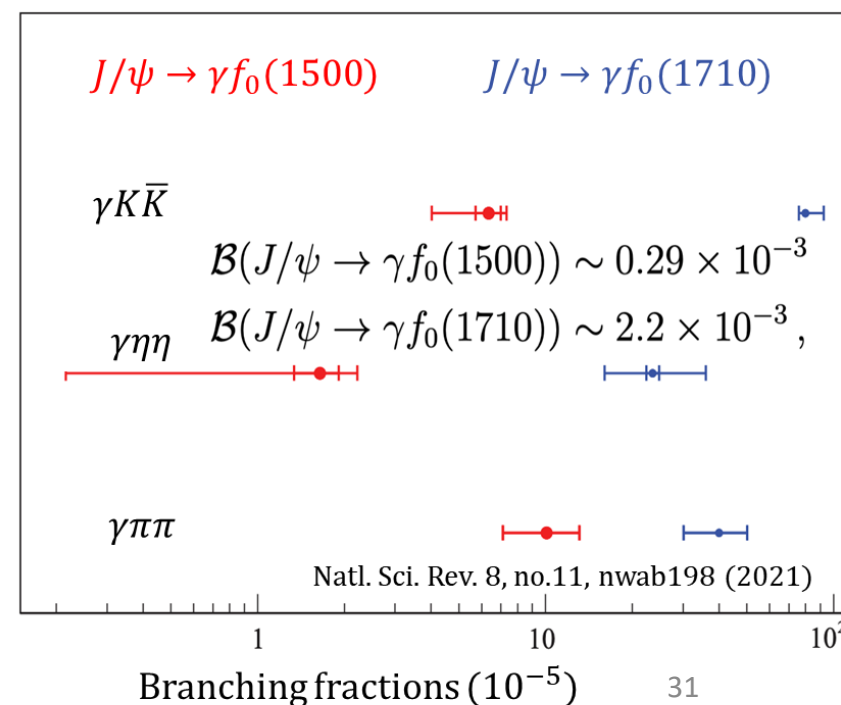 J/ψ → γf₀(1500) J/ψ → γf₀(1710)
γKK̄
ℬ(J/ψ → γf₀(1500)) ∼ 0.29 × 10⁻³
ℬ(J/ψ → γf₀(1710)) ∼ 2.2 × 10⁻³ ,
γηη
γππ
Natl. Sci. Rev. 8, no.11, nwab198 (2021)
1 10 10²
Branching fractions (10⁻⁵) 31